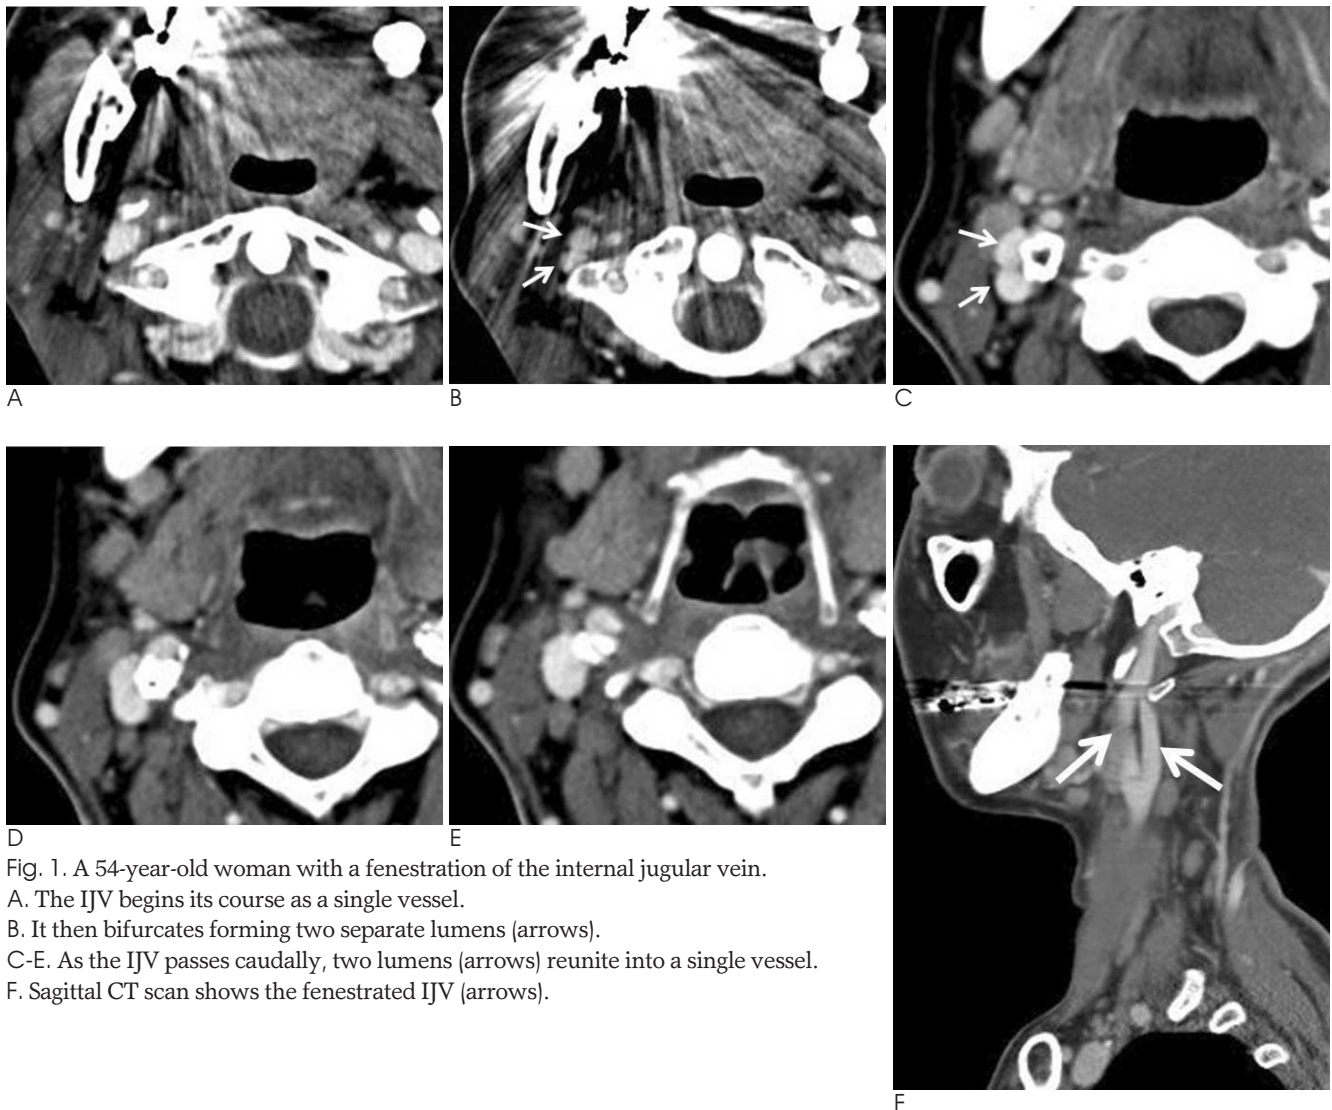 A
B
C
D
E
Fig. 1. A 54-year-old woman with a fenestration of the internal jugular vein.
A. The IJV begins its course as a single vessel.
B. It then bifurcates forming two separate lumens (arrows).
C-E. As the IJV passes caudally, two lumens (arrows) reunite into a single vessel.
F. Sagittal CT scan shows the fenestrated IJV (arrows).
F